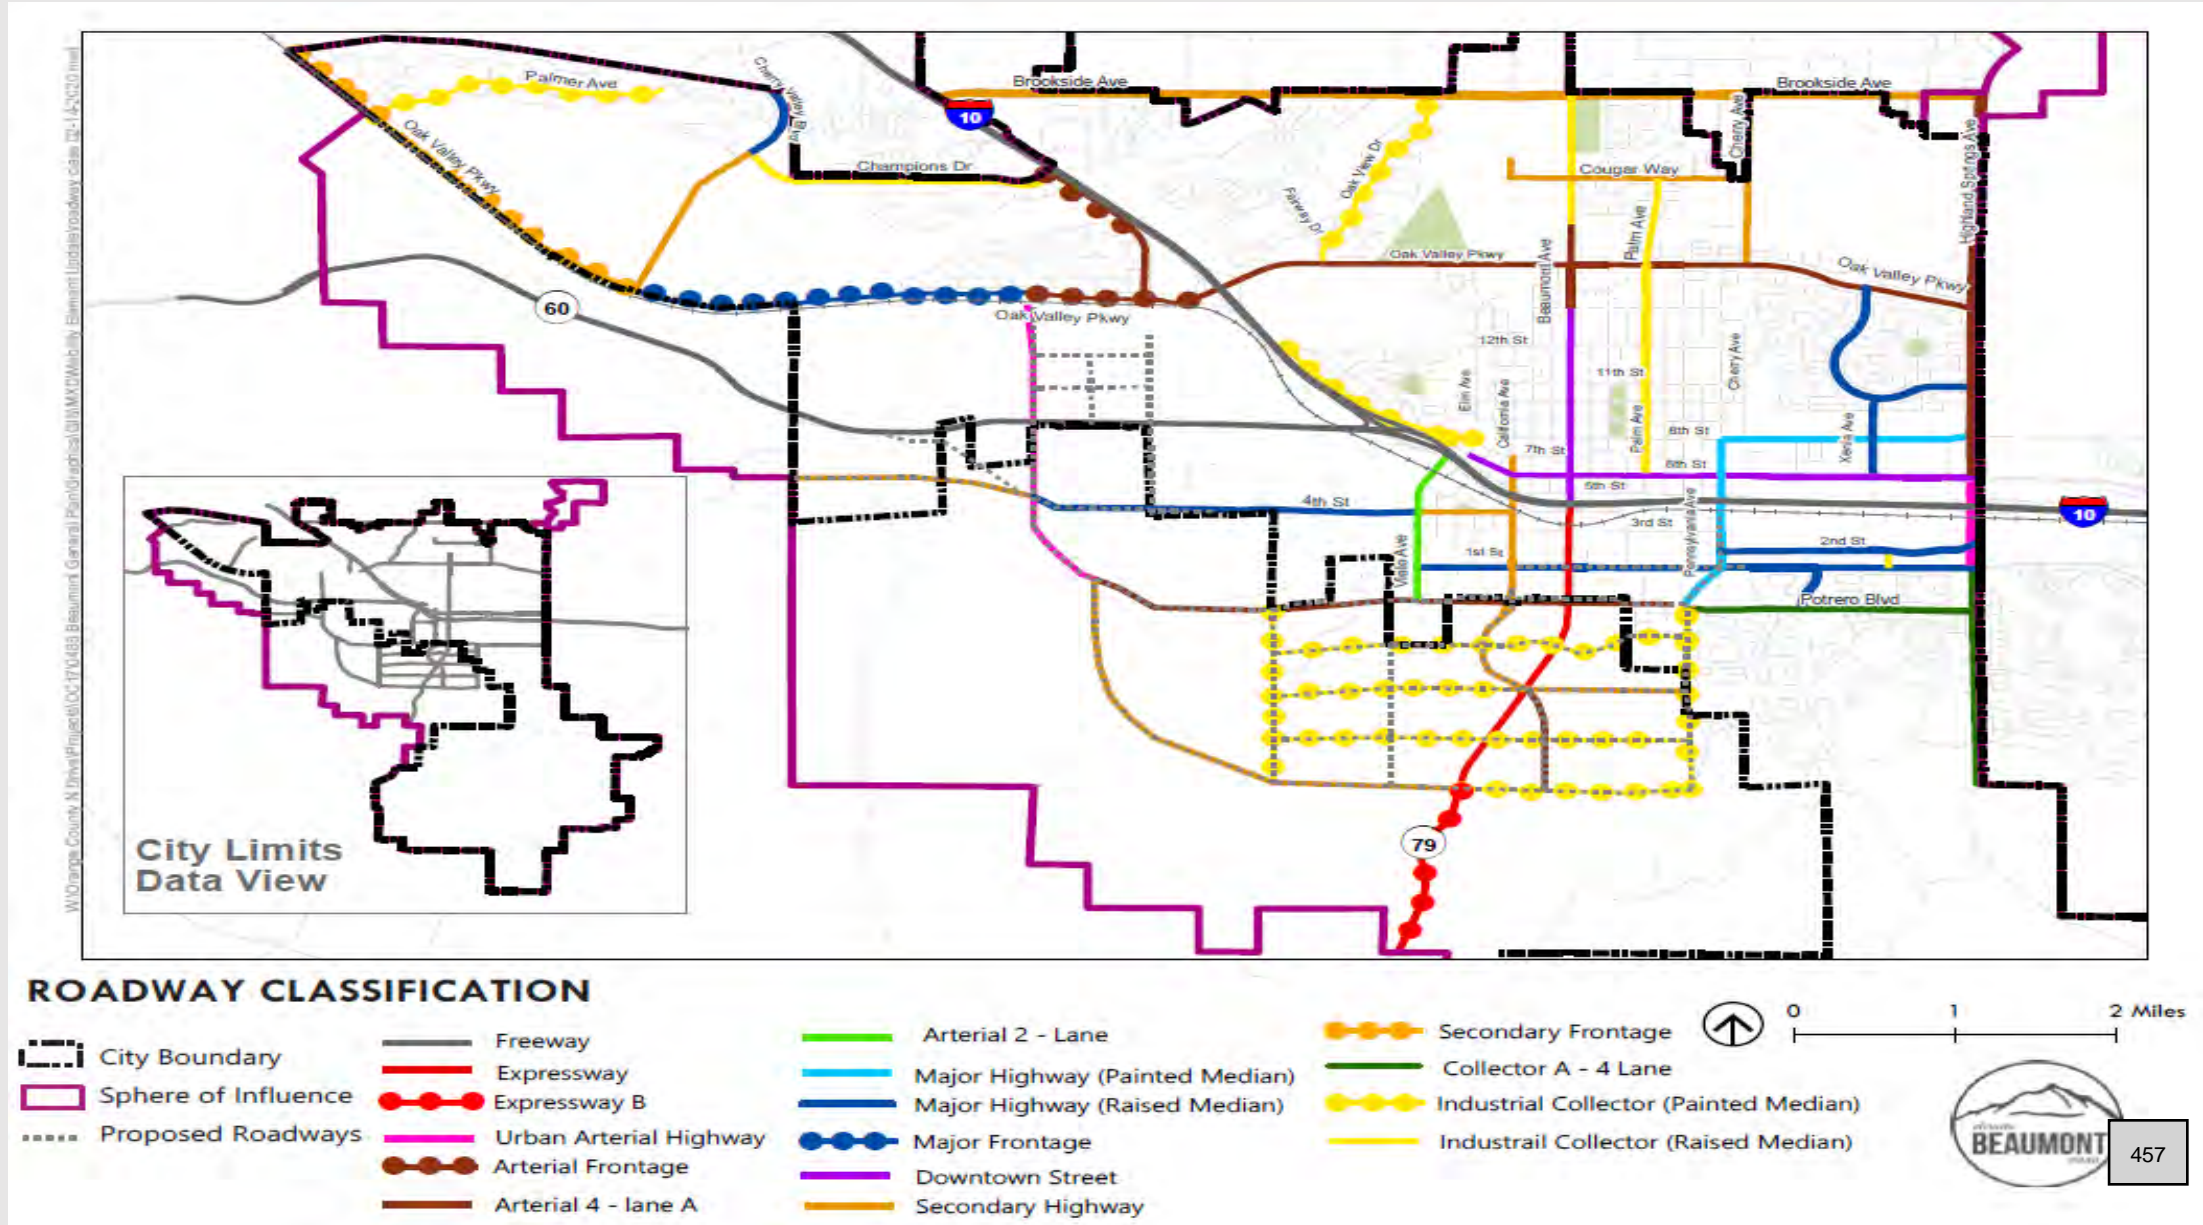 Palmer Ave
Cherry Valley Blvd
Brookside Ave
Brookside Ave
10
Oak Valley Pkwy
Champions Dr
Oak View Dr
Fairway Dr
Cougar Way
Cherry Ave
Highland Springs Ave
Palm Ave
Oak Valley Pkwy
Beaumont Ave
Oak Valley Pkwy
60
Oak Valley Pkwy
12th St
11th St
Cherry Ave
Elm Ave
California Ave
Palm Ave
8th St
Xenia Ave
7th St
6th St
5th St
4th St
Pennsylvania Ave
3rd St
10
2nd St
1st St
Viele Ave
Potrero Blvd
79
City Limits
Data View
ROADWAY CLASSIFICATION
City Boundary
Sphere of Influence
Proposed Roadways
Freeway
Expressway
Expressway B
Urban Arterial Highway
Arterial Frontage
Arterial 4 - lane A
Arterial 2 - Lane
Major Highway (Painted Median)
Major Highway (Raised Median)
Major Frontage
Downtown Street
Secondary Highway
Secondary Frontage
Collector A - 4 Lane
Industrial Collector (Painted Median)
Industrail Collector (Raised Median)
0 1 2 Miles
BEAUMONT
457